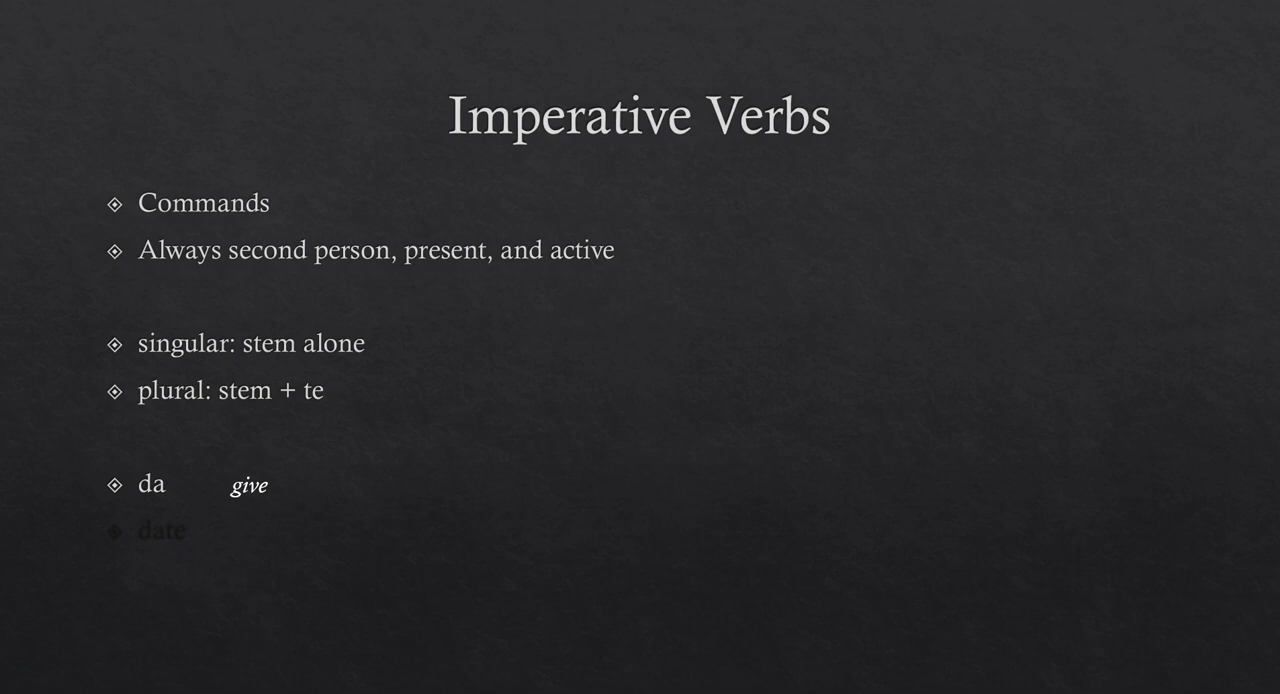 Imperative Verbs
Commands
Always second person, present, and active
singular: stem alone
plural: stem + te
da give
date